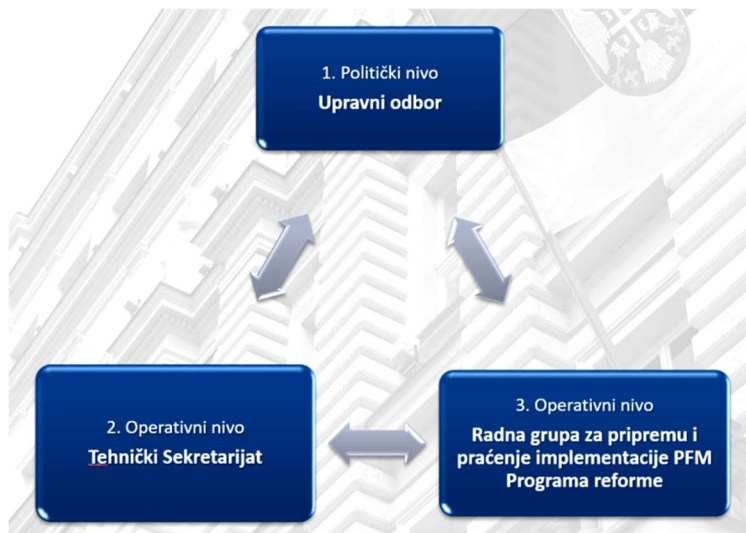 1. Politički nivo
Upravni odbor
2. Operativni nivo
Tehnički Sekretarijat
3. Operativni nivo
Radna grupa za pripremu i
praćenje implementacije PFM
Programa reforme